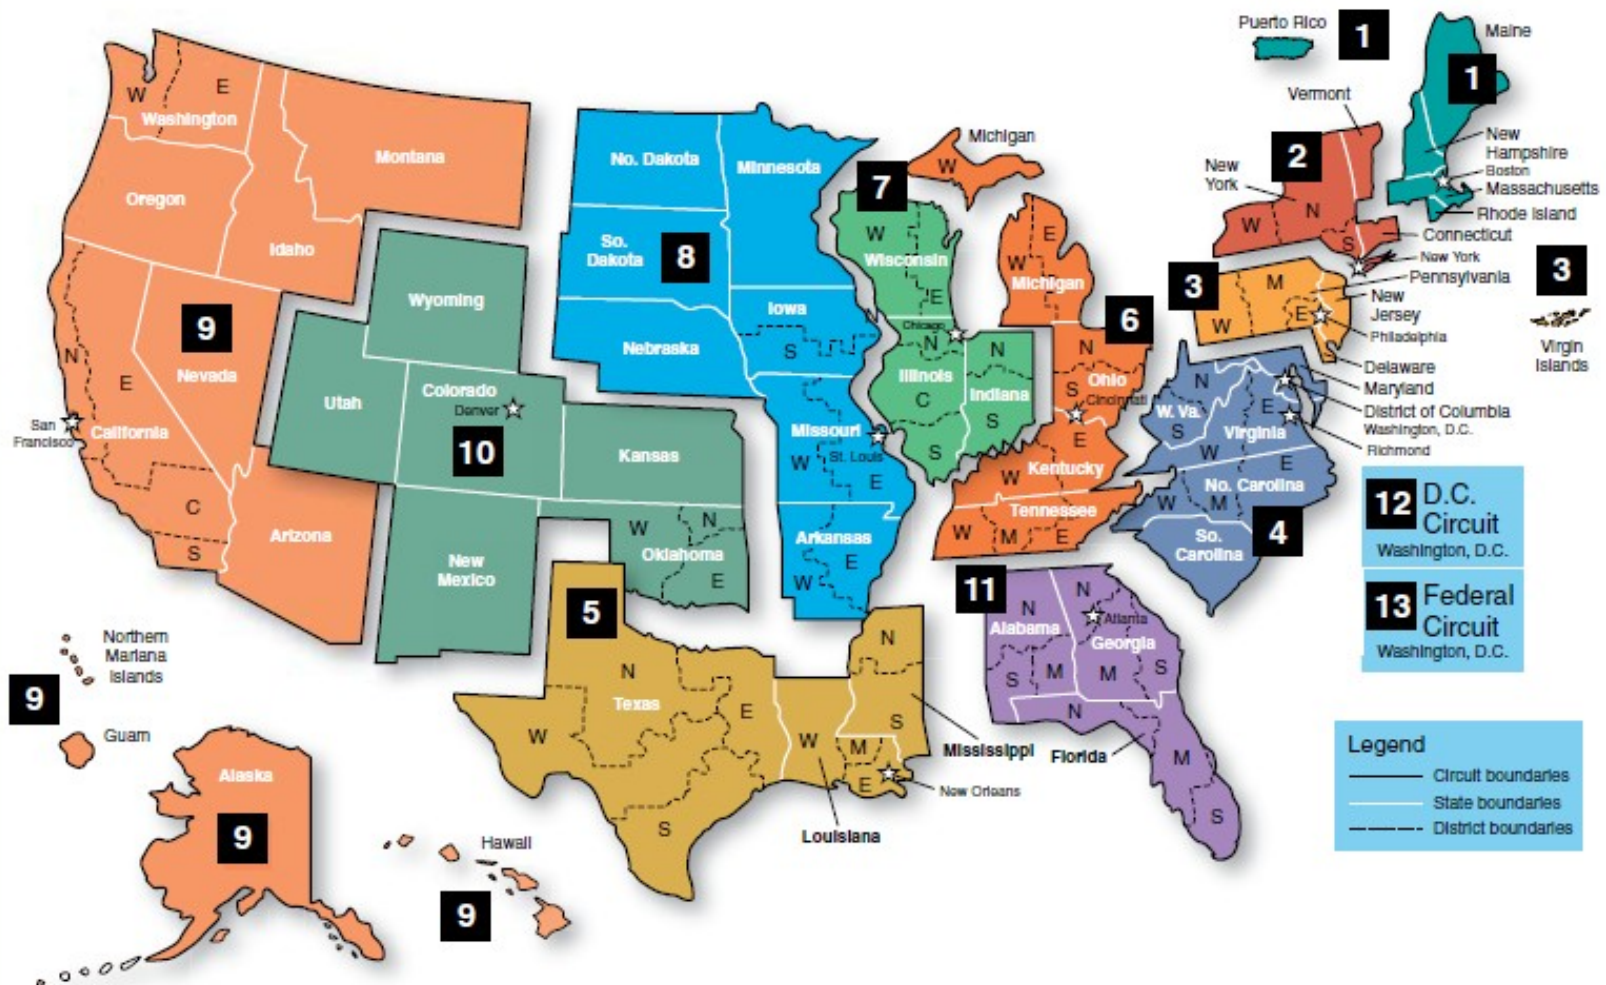 Puerto Rico
1
Maine
1
Vermont
2
New
Hampshire
Boston
Massachusetts
Rhode Island
Connecticut
New York
New
York
W
N
S
3
Pennsylvania
New
Jersey
Philadelphia
Delaware
M
W
E
3
Virgin
Islands
Maryland
District of Columbia
Washington, D.C.
Richmond
W
E
Washington
Montana
Oregon
Idaho
9
Nevada
N
E
San
Francisco
California
C
S
Arizona
Wyoming
Utah
Colorado
Denver
10
Kansas
New
Mexico
W
N
Oklahoma
E
No. Dakota
Minnesota
So.
Dakota
8
Iowa
S
Nebraska
Missouri
W
St. Louis
E
Arkansas
E
W
7
W
Wisconsin
E
Chicago
N
Illinois
C
S
N
Indiana
S
Michigan
W
E
W
Michigan
6
N
S
Ohio
Cincinnati
E
W
Kentucky
Tennessee
W
M
E
N
W. Va.
S
E
Virginia
W
E
No. Carolina
W
M
So.
Carolina
4
12
D.C.
Circuit
Washington, D.C.
13
Federal
Circuit
Washington, D.C.
5
N
Texas
W
E
S
W
M
E
N
S
Mississippi
New Orleans
Louisiana
11
N
Alabama
S
M
N
Atlanta
Georgia
M
S
N
Florida
M
S
Northern
Mariana
Islands
9
Guam
Alaska
9
Hawaii
9
Legend
Circuit boundaries
State boundaries
District boundaries